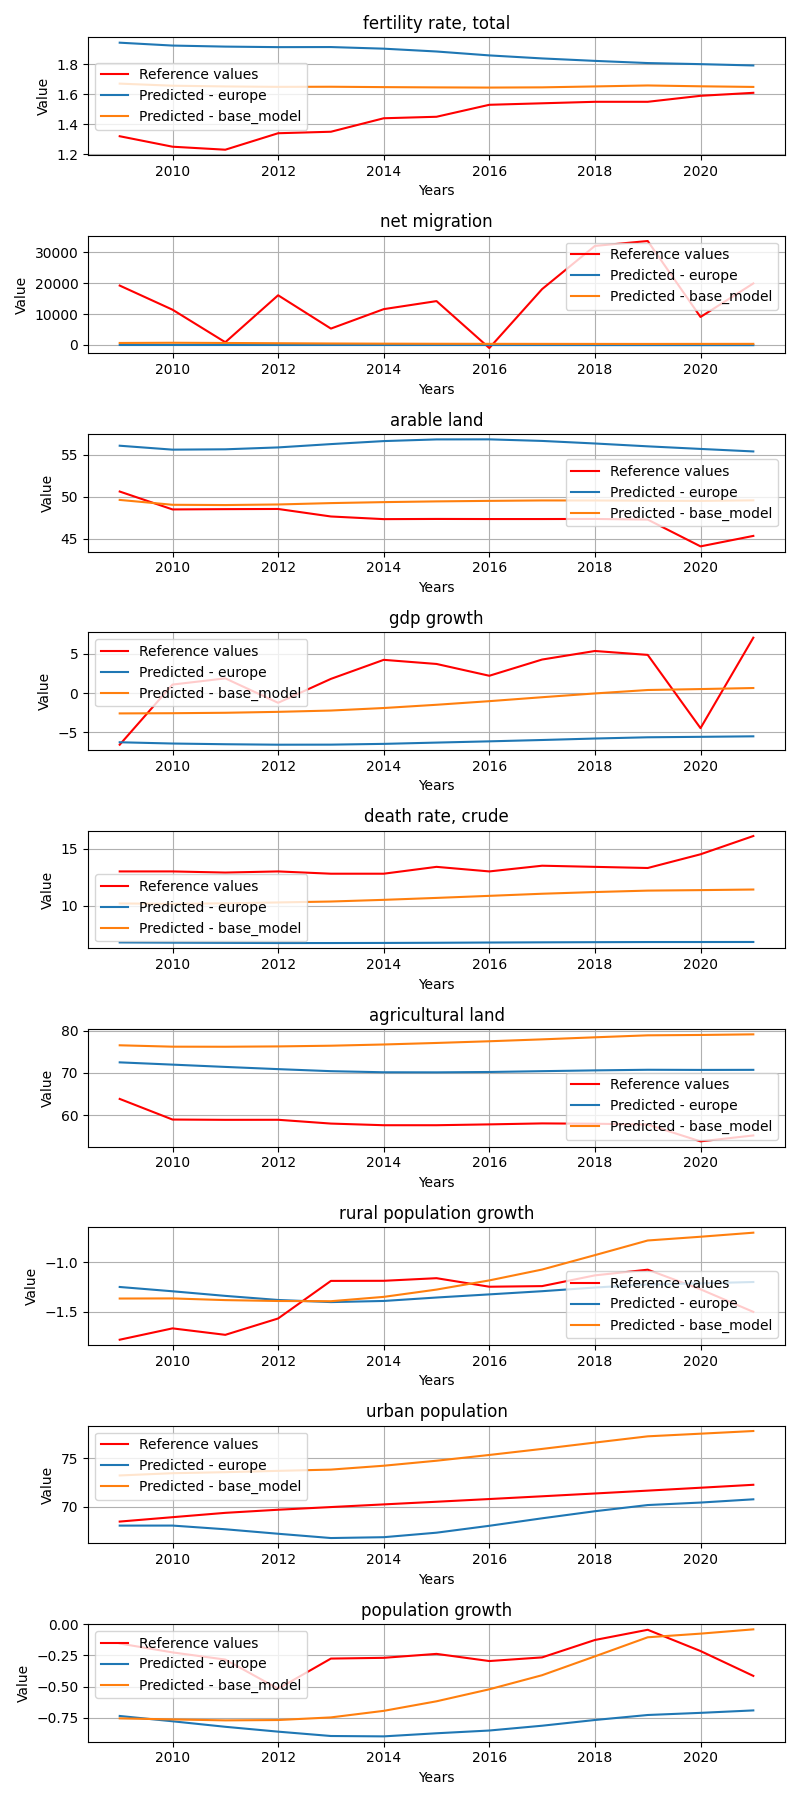 fertility rate, total
1.8
1.6
1.4
1.2
Value
Reference values
Predicted - europe
Predicted - base_model
2010 2012 2014 2016 2018 2020
Years
net migration
30000
20000
10000
0
Value
Reference values
Predicted - europe
Predicted - base_model
2010 2012 2014 2016 2018 2020
Years
arable land
55
50
45
Value
Reference values
Predicted - europe
Predicted - base_model
2010 2012 2014 2016 2018 2020
Years
gdp growth
5
0
−5
Value
Reference values
Predicted - europe
Predicted - base_model
2010 2012 2014 2016 2018 2020
Years
death rate, crude
15
10
Value
Reference values
Predicted - europe
Predicted - base_model
2010 2012 2014 2016 2018 2020
Years
agricultural land
80
70
60
Value
Reference values
Predicted - europe
Predicted - base_model
2010 2012 2014 2016 2018 2020
Years
rural population growth
−1.0
−1.5
Value
Reference values
Predicted - europe
Predicted - base_model
2010 2012 2014 2016 2018 2020
Years
urban population
75
70
Value
Reference values
Predicted - europe
Predicted - base_model
2010 2012 2014 2016 2018 2020
Years
population growth
0.00
−0.25
−0.50
−0.75
Value
Reference values
Predicted - europe
Predicted - base_model
2010 2012 2014 2016 2018 2020
Years